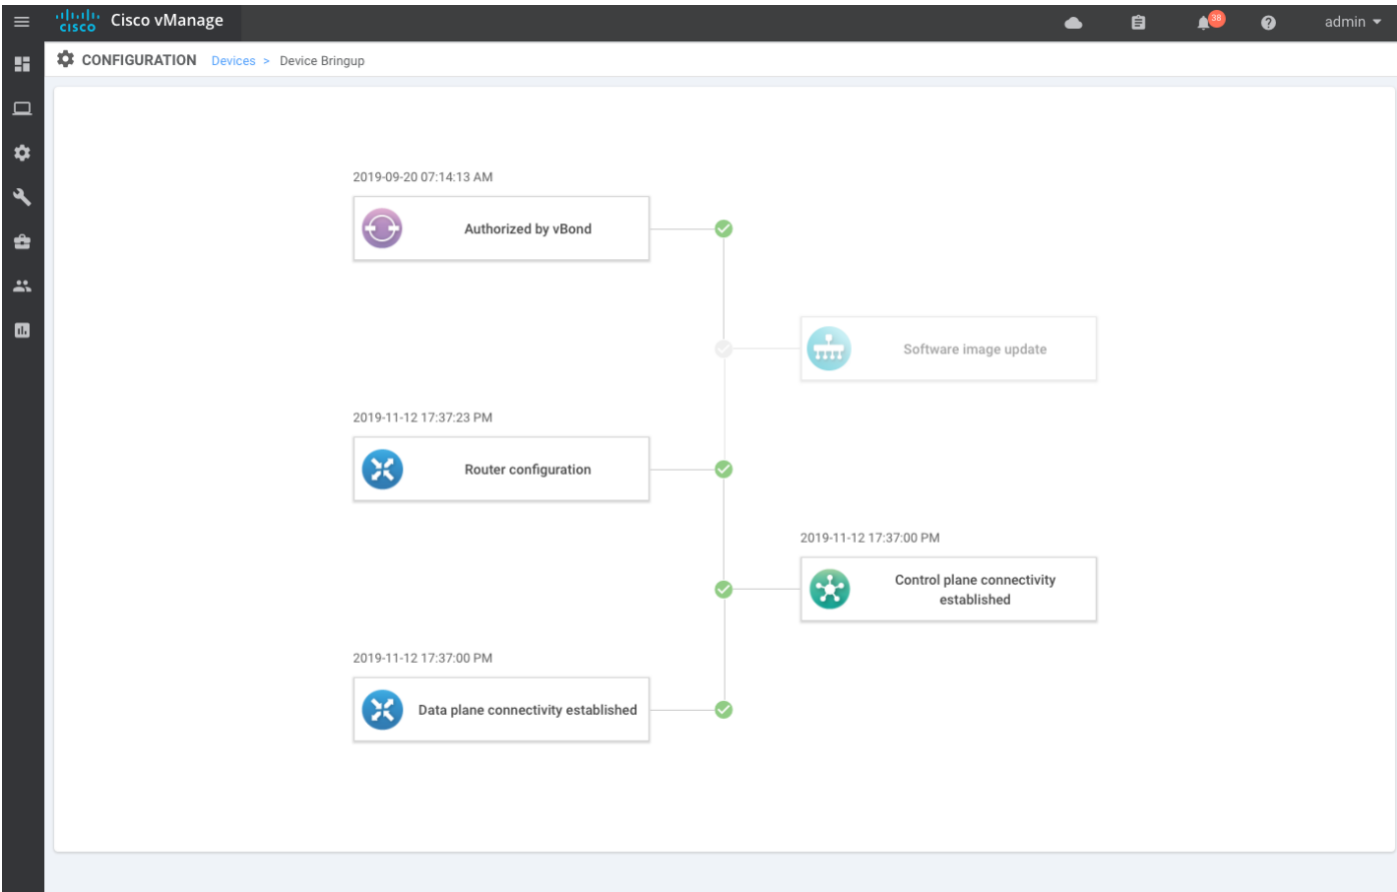 cisco Cisco vManage
38
admin
CONFIGURATION Devices > Device Bringup
2019-09-20 07:14:13 AM
Authorized by vBond
Software image update
2019-11-12 17:37:23 PM
Router configuration
2019-11-12 17:37:00 PM
Control plane connectivity
established
2019-11-12 17:37:00 PM
Data plane connectivity established